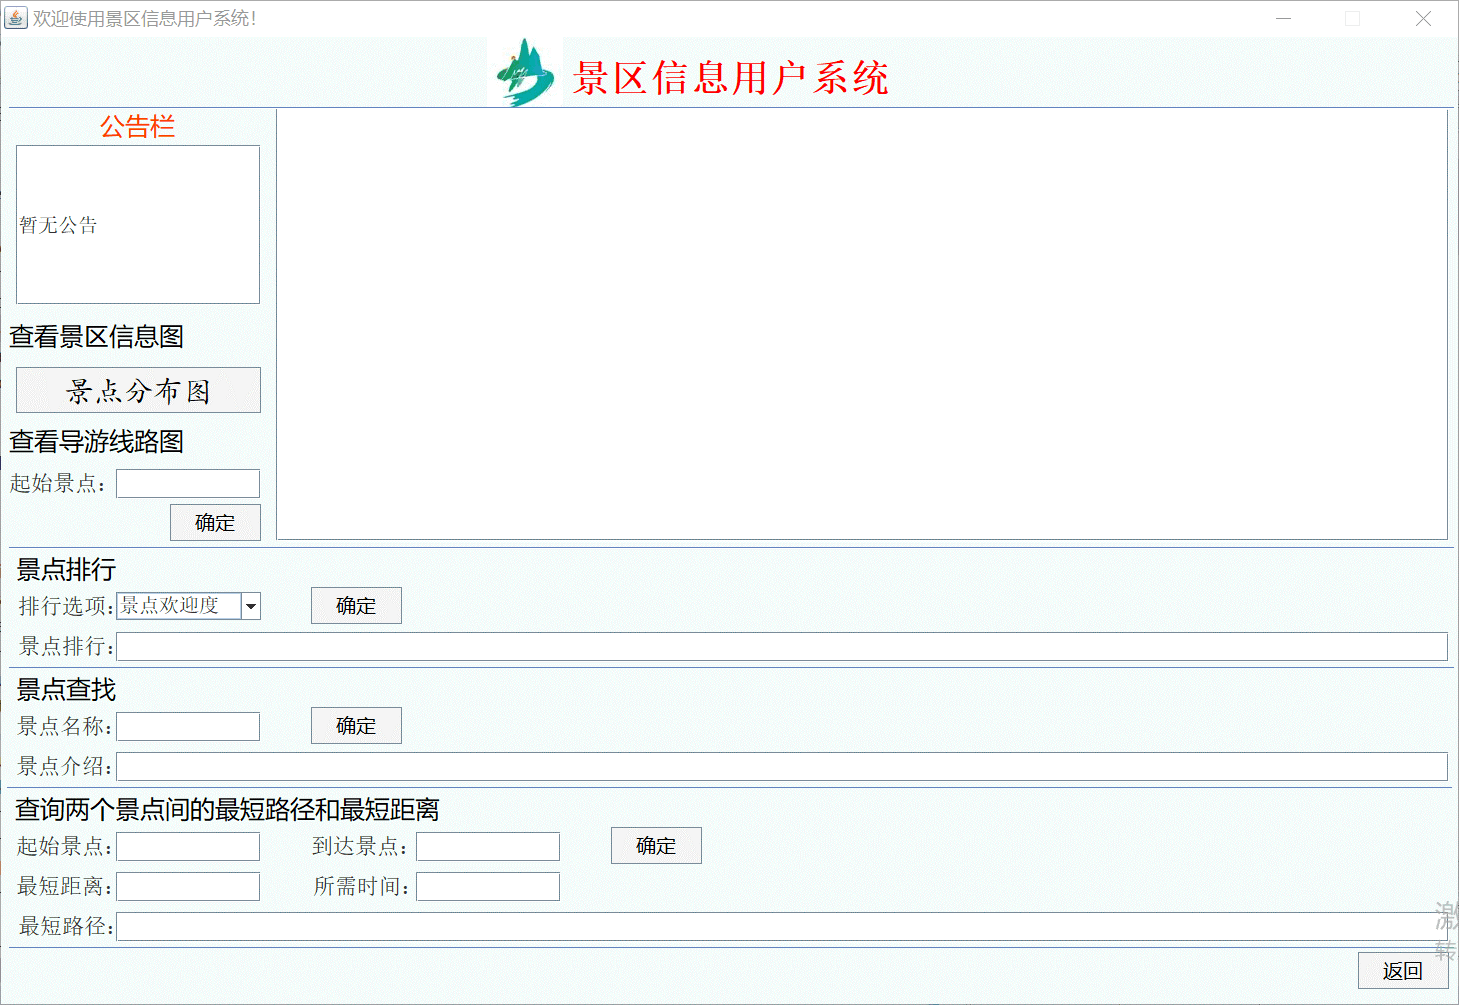 欢迎使用景区信息用户系统!
景区信息用户系统
公告栏
暂无公告
查看景区信息图
景点分布图
查看导游线路图
起始景点：
确定
景点排行
排行选项:
景点欢迎度
确定
景点排行:
景点查找
景点名称:
确定
景点介绍:
查询两个景点间的最短路径和最短距离
起始景点:
到达景点：
确定
最短距离:
所需时间:
最短路径:
激
转
返回